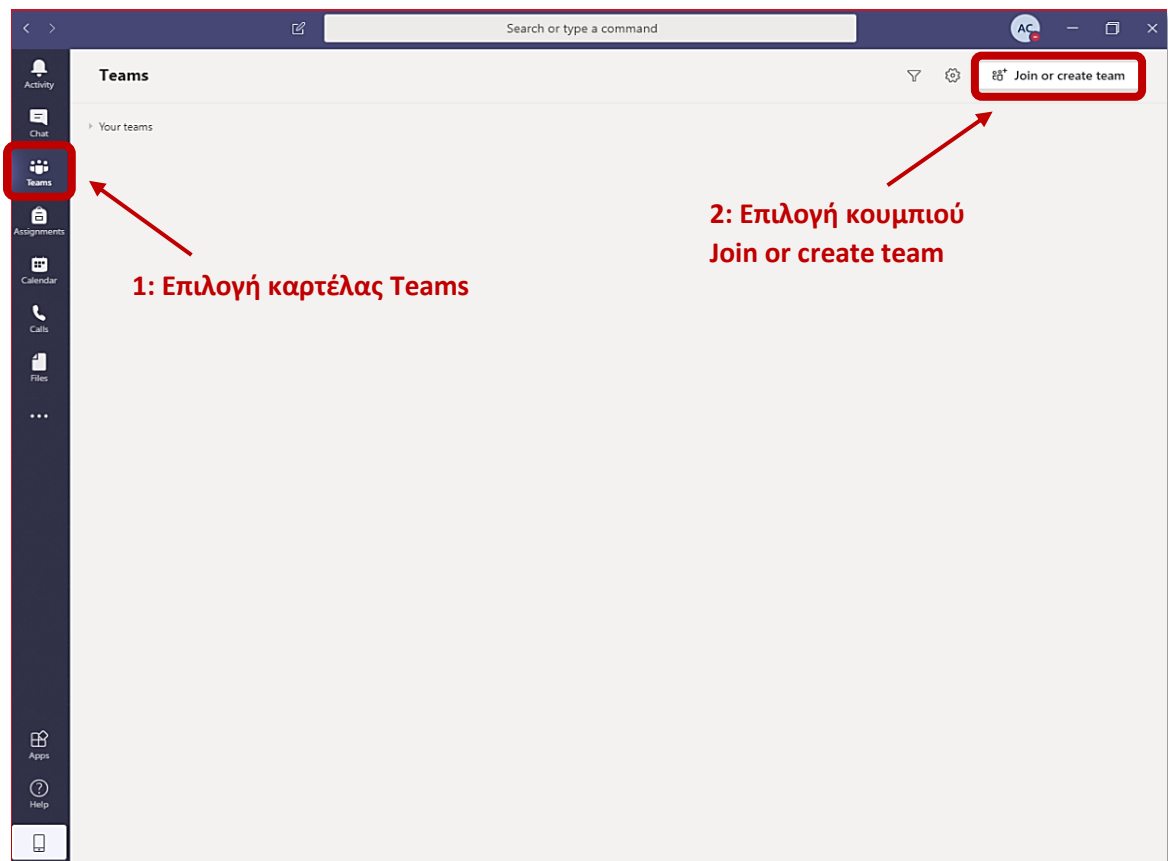 Search or type a command
AC
Activity
Teams
Join or create team
Chat
Your teams
Teams
Assignments
2: Επιλογή κουμπιού
Join or create team
Calendar
1: Επιλογή καρτέλας Teams
Calls
Files
Apps
Help